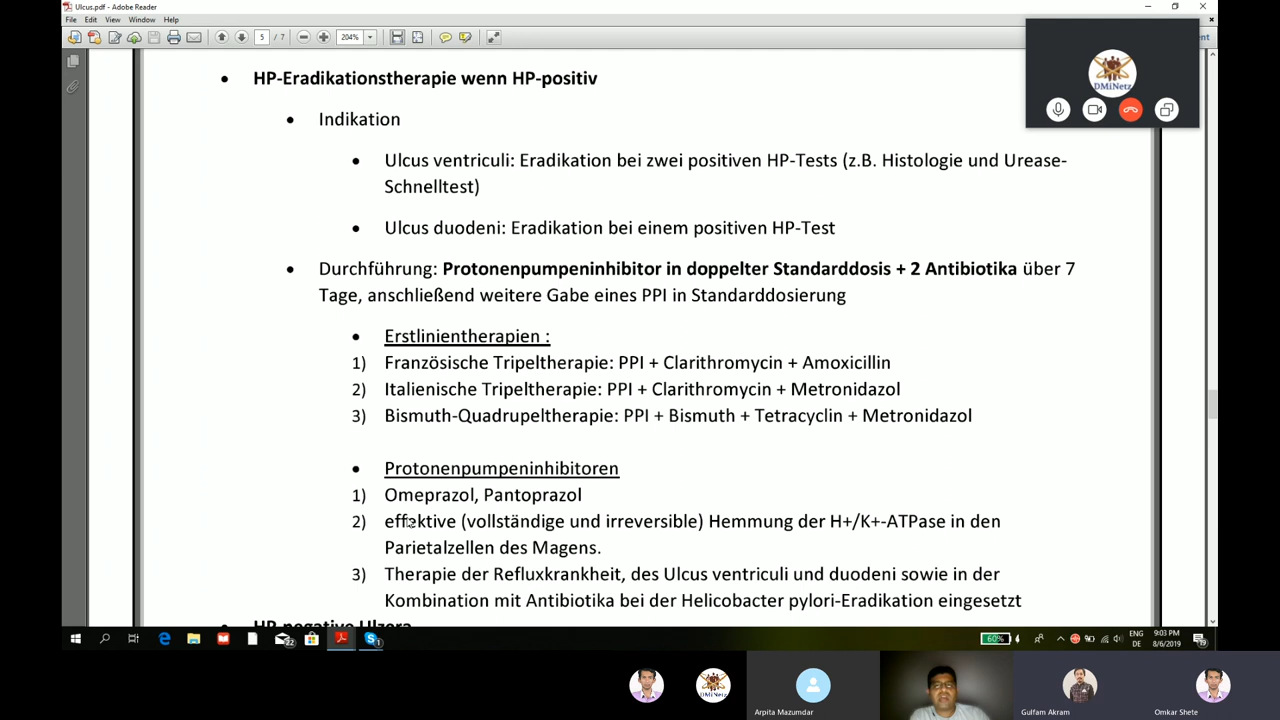 Ulcus.pdf - Adobe Reader
File Edit View Window Help
5 / 7
204%
DMiNetz
• HP-Eradikationstherapie wenn HP-positiv
• Indikation
• Ulcus ventriculi: Eradikation bei zwei positiven HP-Tests (z.B. Histologie und Urease-
Schnelltest)
• Ulcus duodeni: Eradikation bei einem positiven HP-Test
• Durchführung: Protonenpumpeninhibitor in doppelter Standarddosis + 2 Antibiotika über 7
Tage, anschließend weitere Gabe eines PPI in Standarddosierung
• Erstlinientherapien :
1) Französische Tripeltherapie: PPI + Clarithromycin + Amoxicillin
2) Italienische Tripeltherapie: PPI + Clarithromycin + Metronidazol
3) Bismuth-Quadrupeltherapie: PPI + Bismuth + Tetracyclin + Metronidazol
• Protonenpumpeninhibitoren
1) Omeprazol, Pantoprazol
2) effektive (vollständige und irreversible) Hemmung der H+/K+-ATPase in den
Parietalzellen des Magens.
3) Therapie der Refluxkrankheit, des Ulcus ventriculi und duodeni sowie in der
Kombination mit Antibiotika bei der Helicobacter pylori-Eradikation eingesetzt
• HP-negative Ulzera
22
1
60%
ENG
DE
9:03 PM
8/6/2019
DMiNetz
Arpita Mazumdar
Gulfam Akram
Omkar Shete